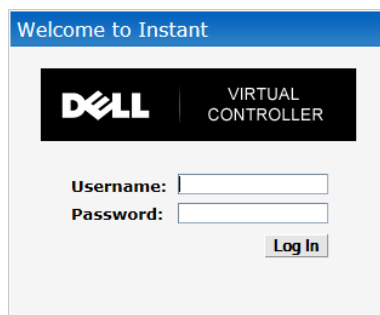 Welcome to Instant
DELL
VIRTUAL
CONTROLLER
Username:
Password:
Log In